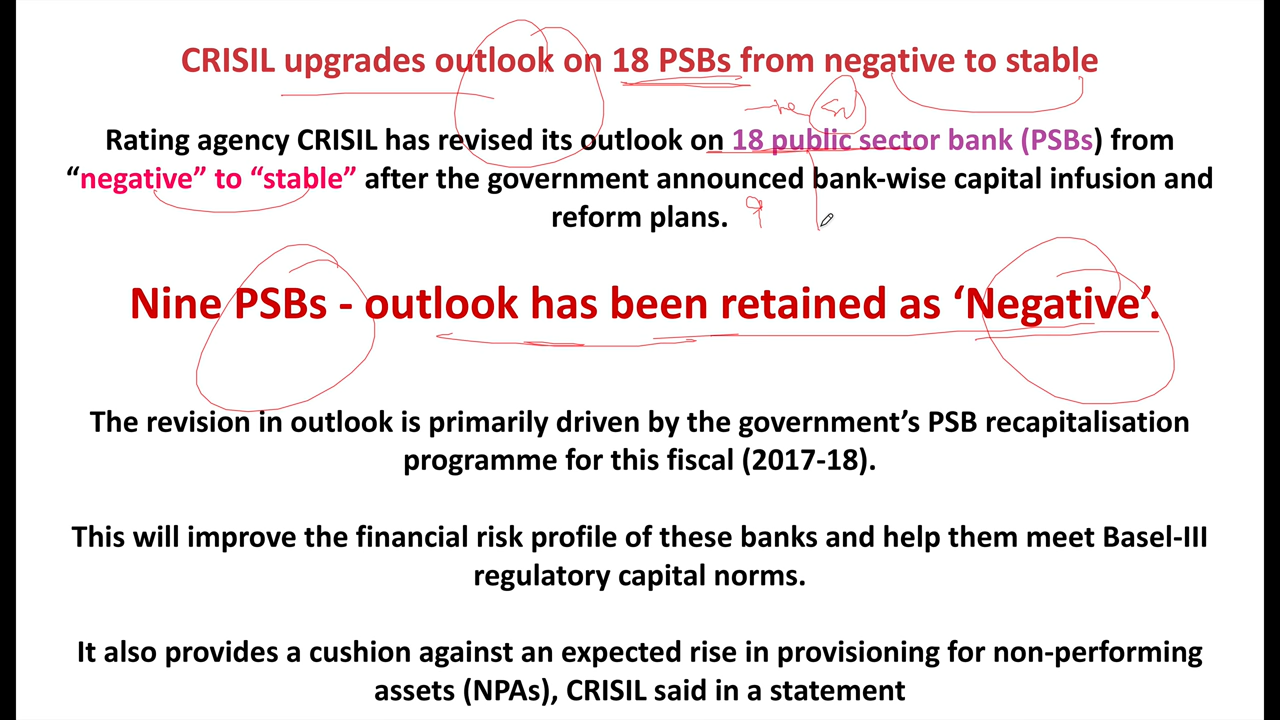 CRISIL upgrades outlook on 18 PSBs from negative to stable
Rating agency CRISIL has revised its outlook on 18 public sector bank (PSBs) from
“negative” to “stable” after the government announced bank-wise capital infusion and
reform plans.
Nine PSBs - outlook has been retained as ‘Negative’.
The revision in outlook is primarily driven by the government’s PSB recapitalisation
programme for this fiscal (2017-18).
This will improve the financial risk profile of these banks and help them meet Basel-III
regulatory capital norms.
It also provides a cushion against an expected rise in provisioning for non-performing
assets (NPAs), CRISIL said in a statement